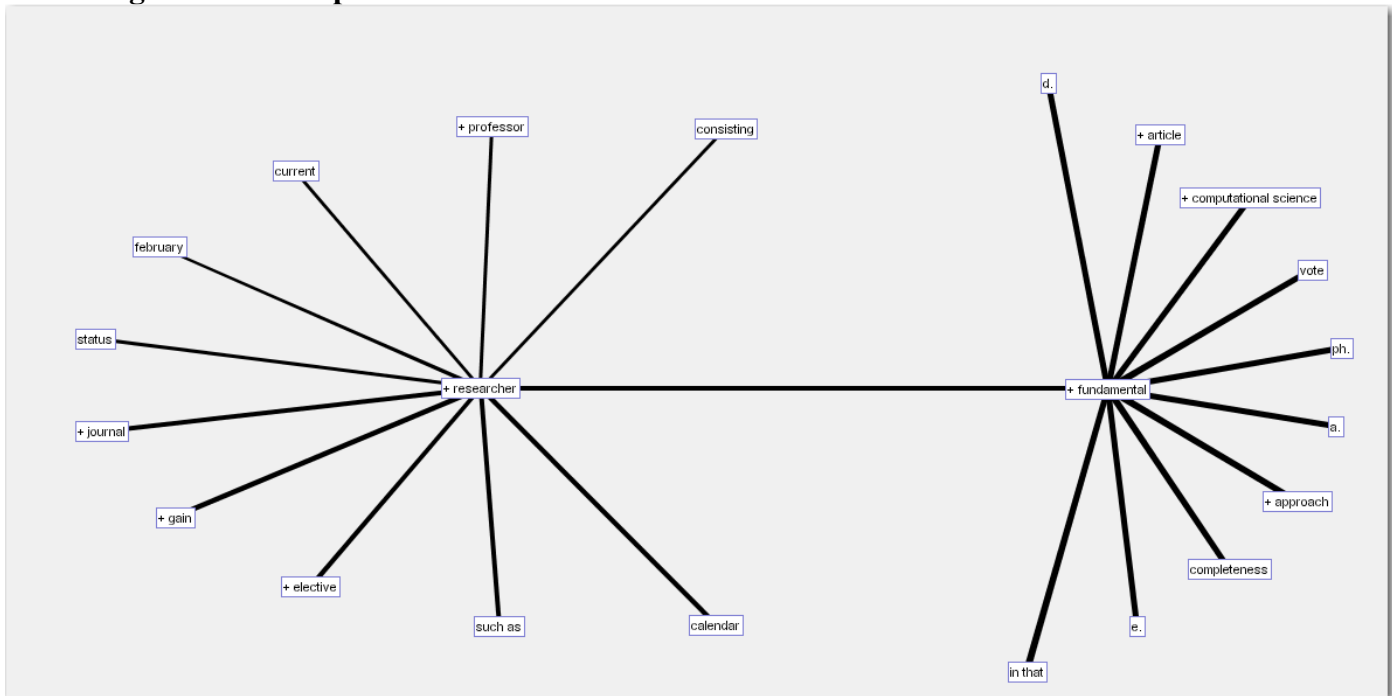 d.
+ professor
consisting
+ article
current
+ computational science
february
vote
status
ph.
+ researcher
+ fundamental
+ journal
a.
+ gain
+ approach
+ elective
completeness
such as
calendar
e.
in that